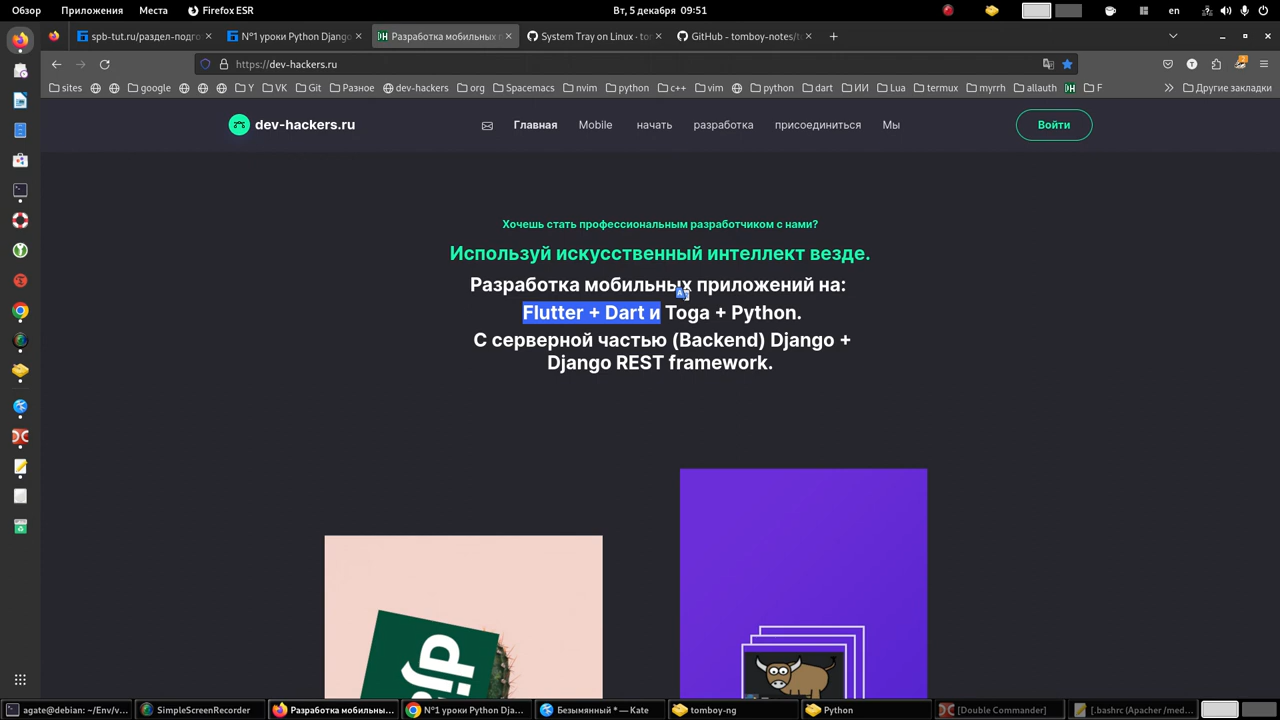 Обзор
Приложения
Места
Firefox ESR
Вт, 5 декабря 09:51
en
spb-tut.ru/раздел-подго
N°1 уроки Python Django
Разработка мобильных п
System Tray on Linux · to
GitHub - tomboy-notes/t
https://dev-hackers.ru
sites
google
Y
VK
Git
Разное
dev-hackers
org
Spacemacs
nvim
python
c++
vim
python
dart
ИИ
Lua
termux
myrrh
allauth
F
Другие закладки
dev-hackers.ru
Главная
Mobile
начать
разработка
присоединиться
Мы
Войти
Хочешь стать профессиональным разработчиком с нами?
Используй искусственный интеллект везде.
Разработка мобильных приложений на:
Flutter + Dart и Toga + Python.
С серверной частью (Backend) Django +
Django REST framework.
agate@debian: ~/Env/v...
SimpleScreenRecorder
Разработка мобильны...
N°1 уроки Python Dja...
Безымянный * — Kate
tomboy-ng
Python
[Double Commander]
[.bashrc (Apacher /med...